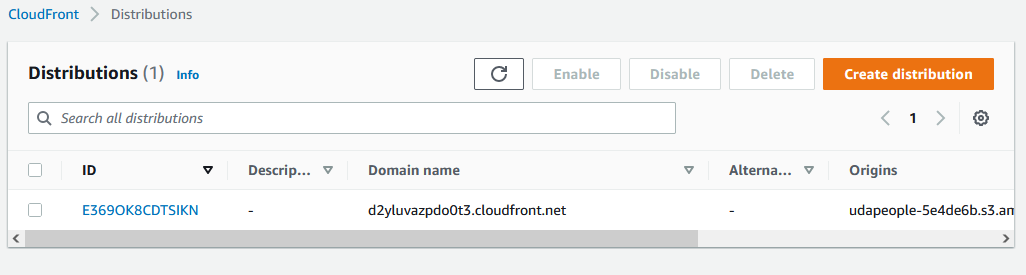 CloudFront > Distributions
Distributions (1) Info
Enable Disable Delete Create distribution
Search all distributions
1
ID Descrip... Domain name Alterna... Origins
E369OK8CDTSIKN - d2yluvazpdo0t3.cloudfront.net - udapeople-5e4de6b.s3.am